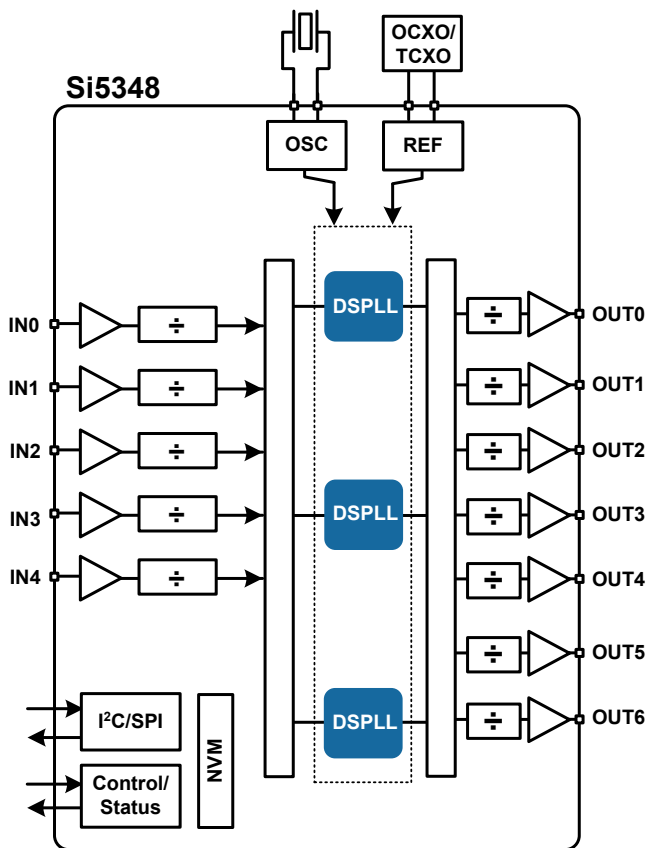 OCXO/
TCXO
Si5348
OSC
REF
DSPLL
IN0
÷
÷
OUT0
IN1
÷
÷
OUT1
IN2
÷
÷
OUT2
IN3
÷
DSPLL
÷
OUT3
IN4
÷
÷
OUT4
÷
OUT5
I²C/SPI
DSPLL
÷
OUT6
NVM
Control/
Status